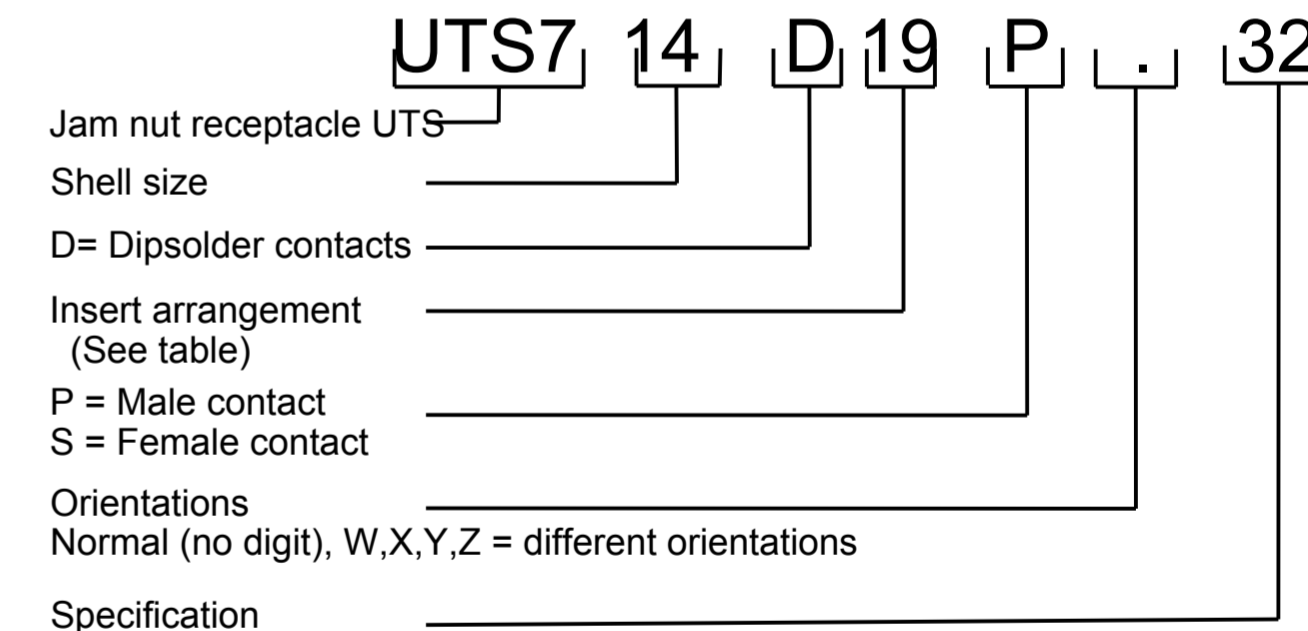 UTS7 14 D 19 P . 32
Jam nut receptacle UTS
Shell size
D= Dipsolder contacts
Insert arrangement
(See table)
P = Male contact
S = Female contact
Orientations
Normal (no digit), W,X,Y,Z = different orientations
Specification